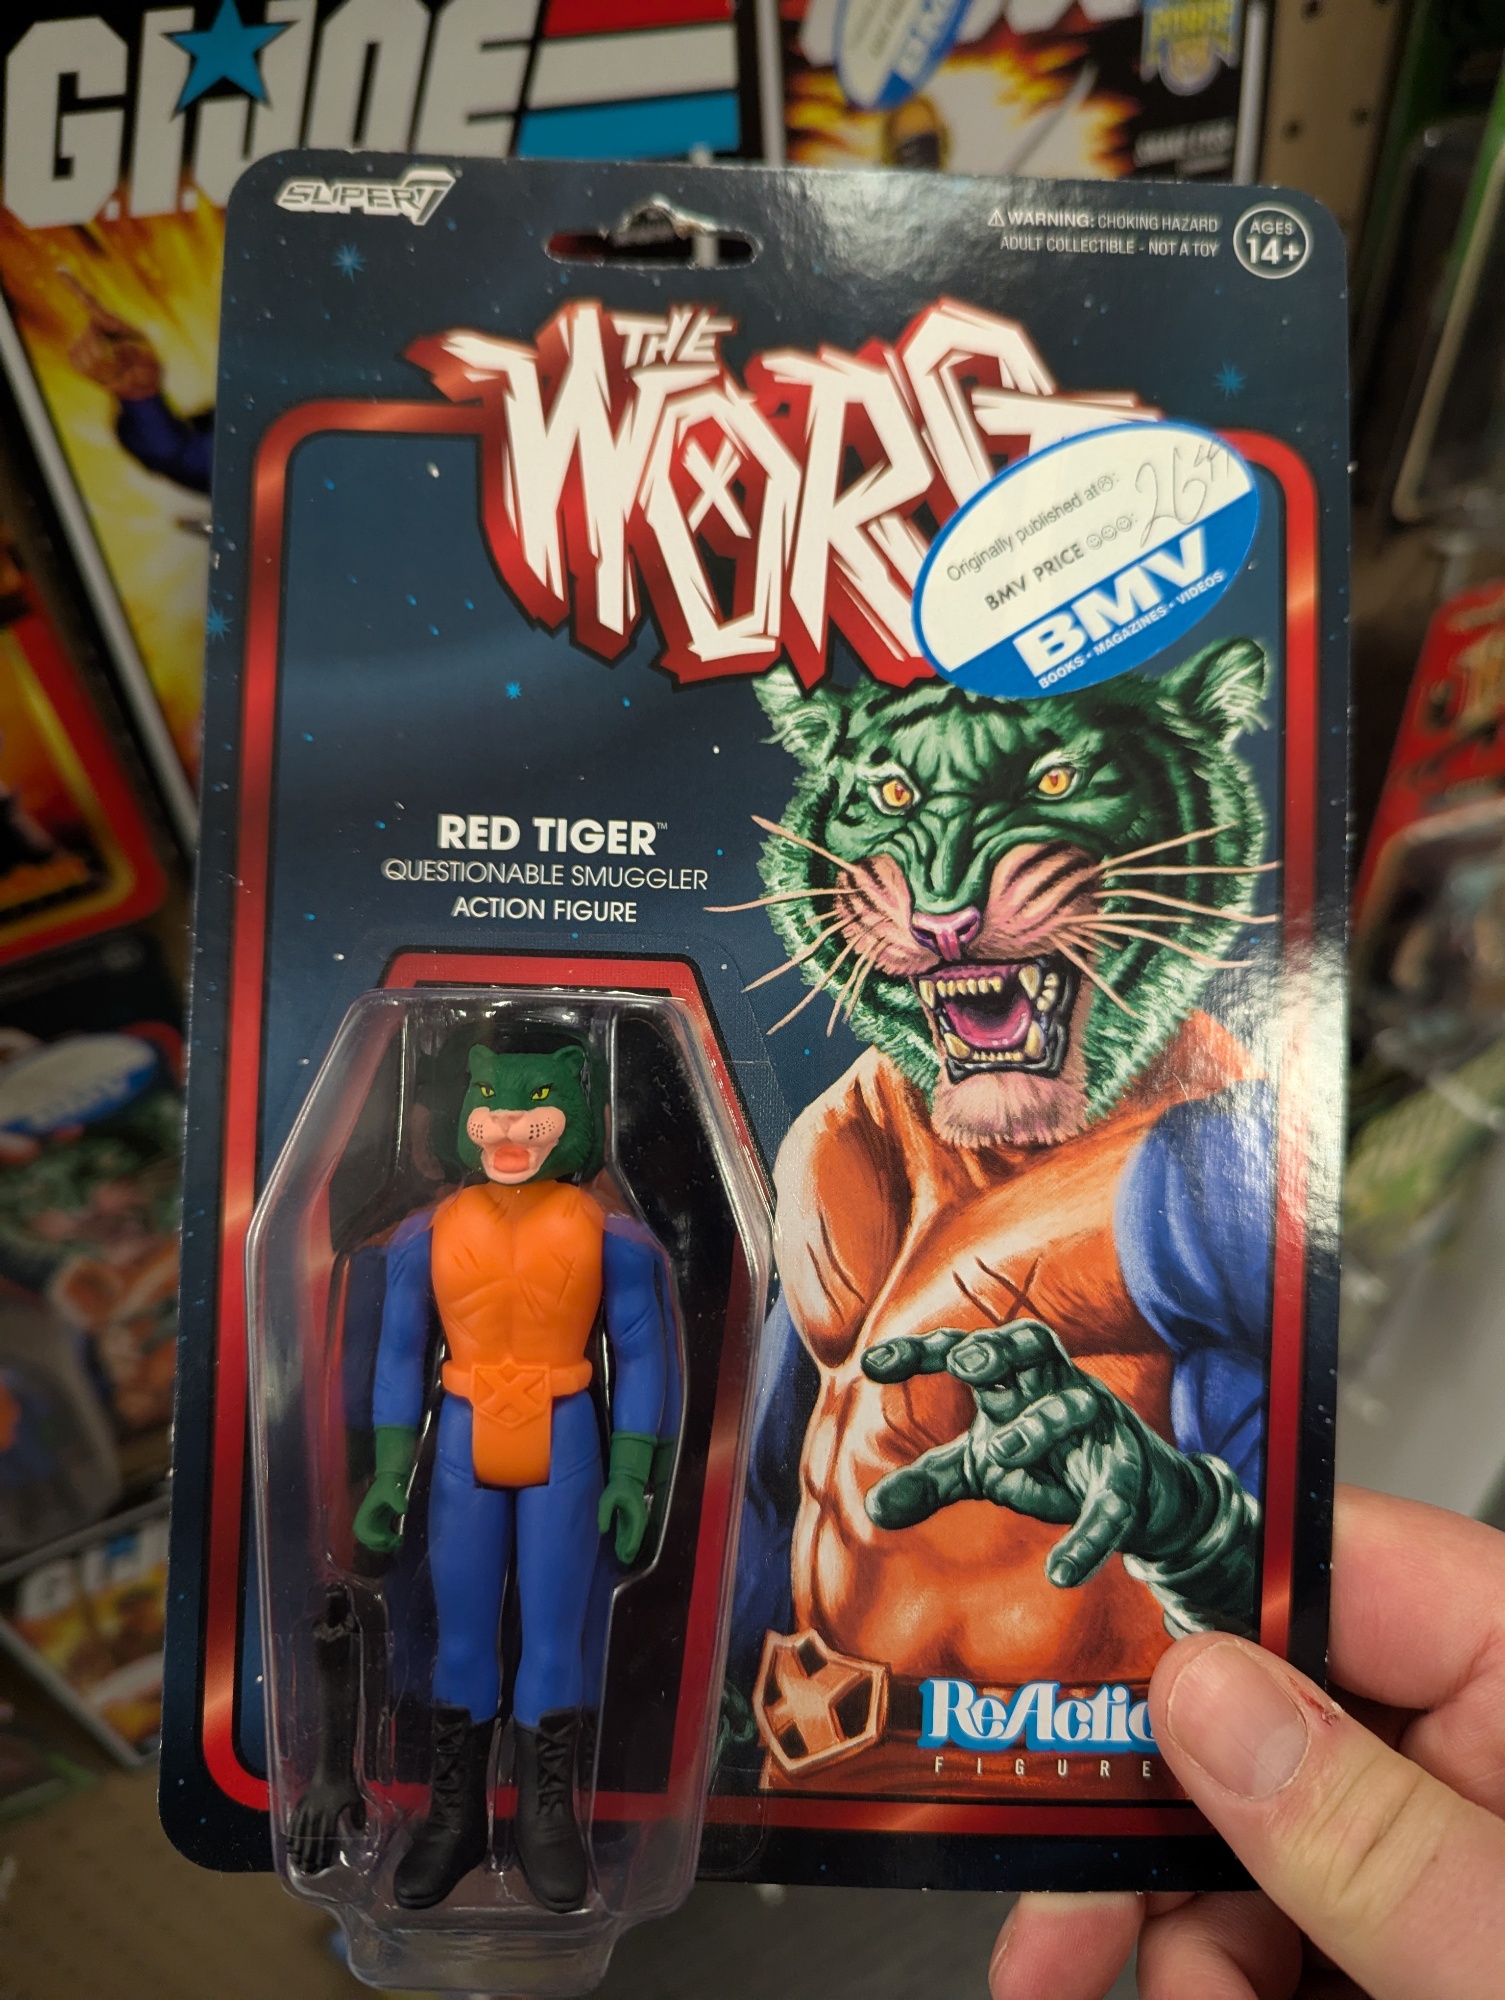 GI JOE
SUPER7
⚠ WARNING: CHOKING HAZARD
ADULT COLLECTIBLE - NOT A TOY
AGES
14+
THE
WORG
Originally published at
BMV PRICE
26
BMV
BOOKS • MAGAZINES • VIDEOS
RED TIGER™
QUESTIONABLE SMUGGLER
ACTION FIGURE
ReActio
FIGURE